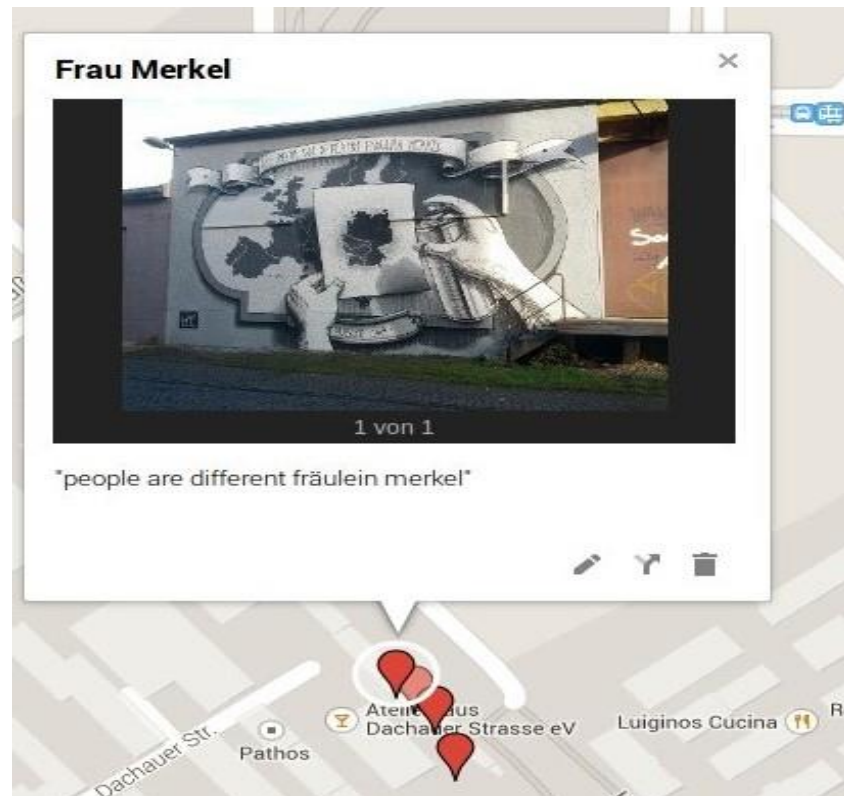 Frau Merkel
1 von 1
"people are different fräulein merkel"
Atelierhaus
Dachauer Strasse eV
Luiginos Cucina
R
Pathos
Dachauer Str.